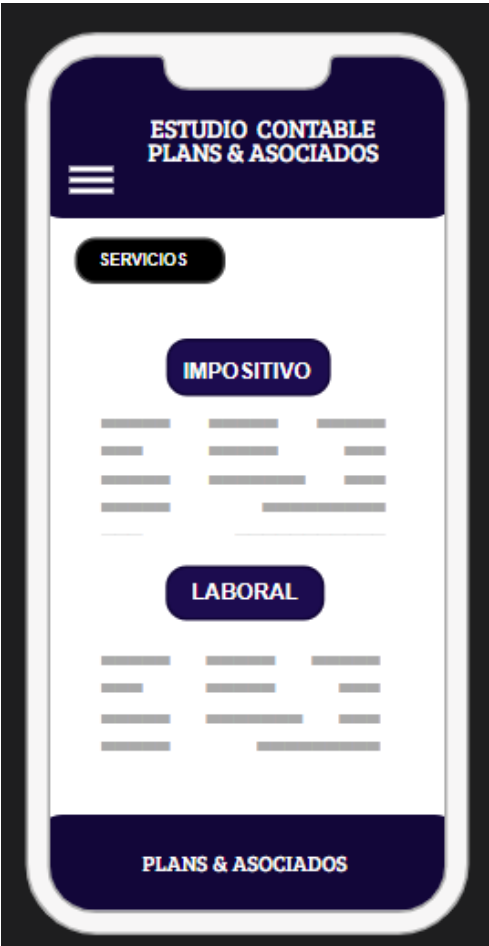 ESTUDIO CONTABLE
PLANS & ASOCIADOS
SERVICIOS
IMPOSITIVO
LABORAL
PLANS & ASOCIADOS